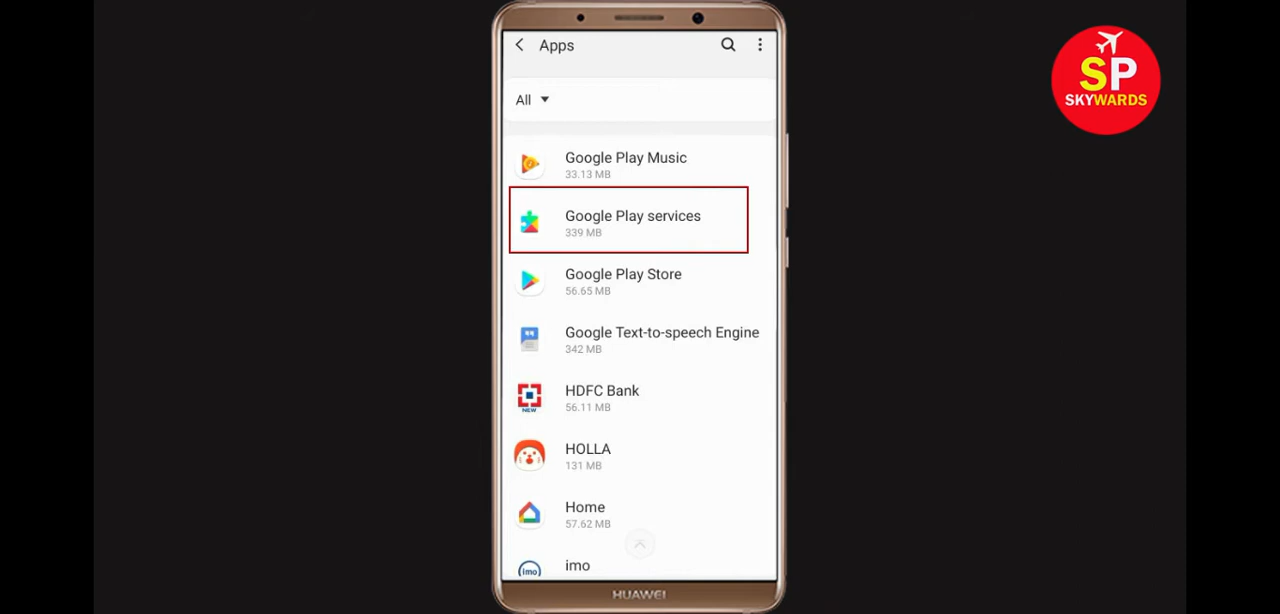 Apps
All
Google Play Music
33.13 MB
Google Play services
339 MB
Google Play Store
56.65 MB
Google Text-to-speech Engine
342 MB
HDFC Bank
56.11 MB
NEW
HOLLA
131 MB
Home
57.62 MB
imo
imo
HUAWEI
SP
SKYWARDS